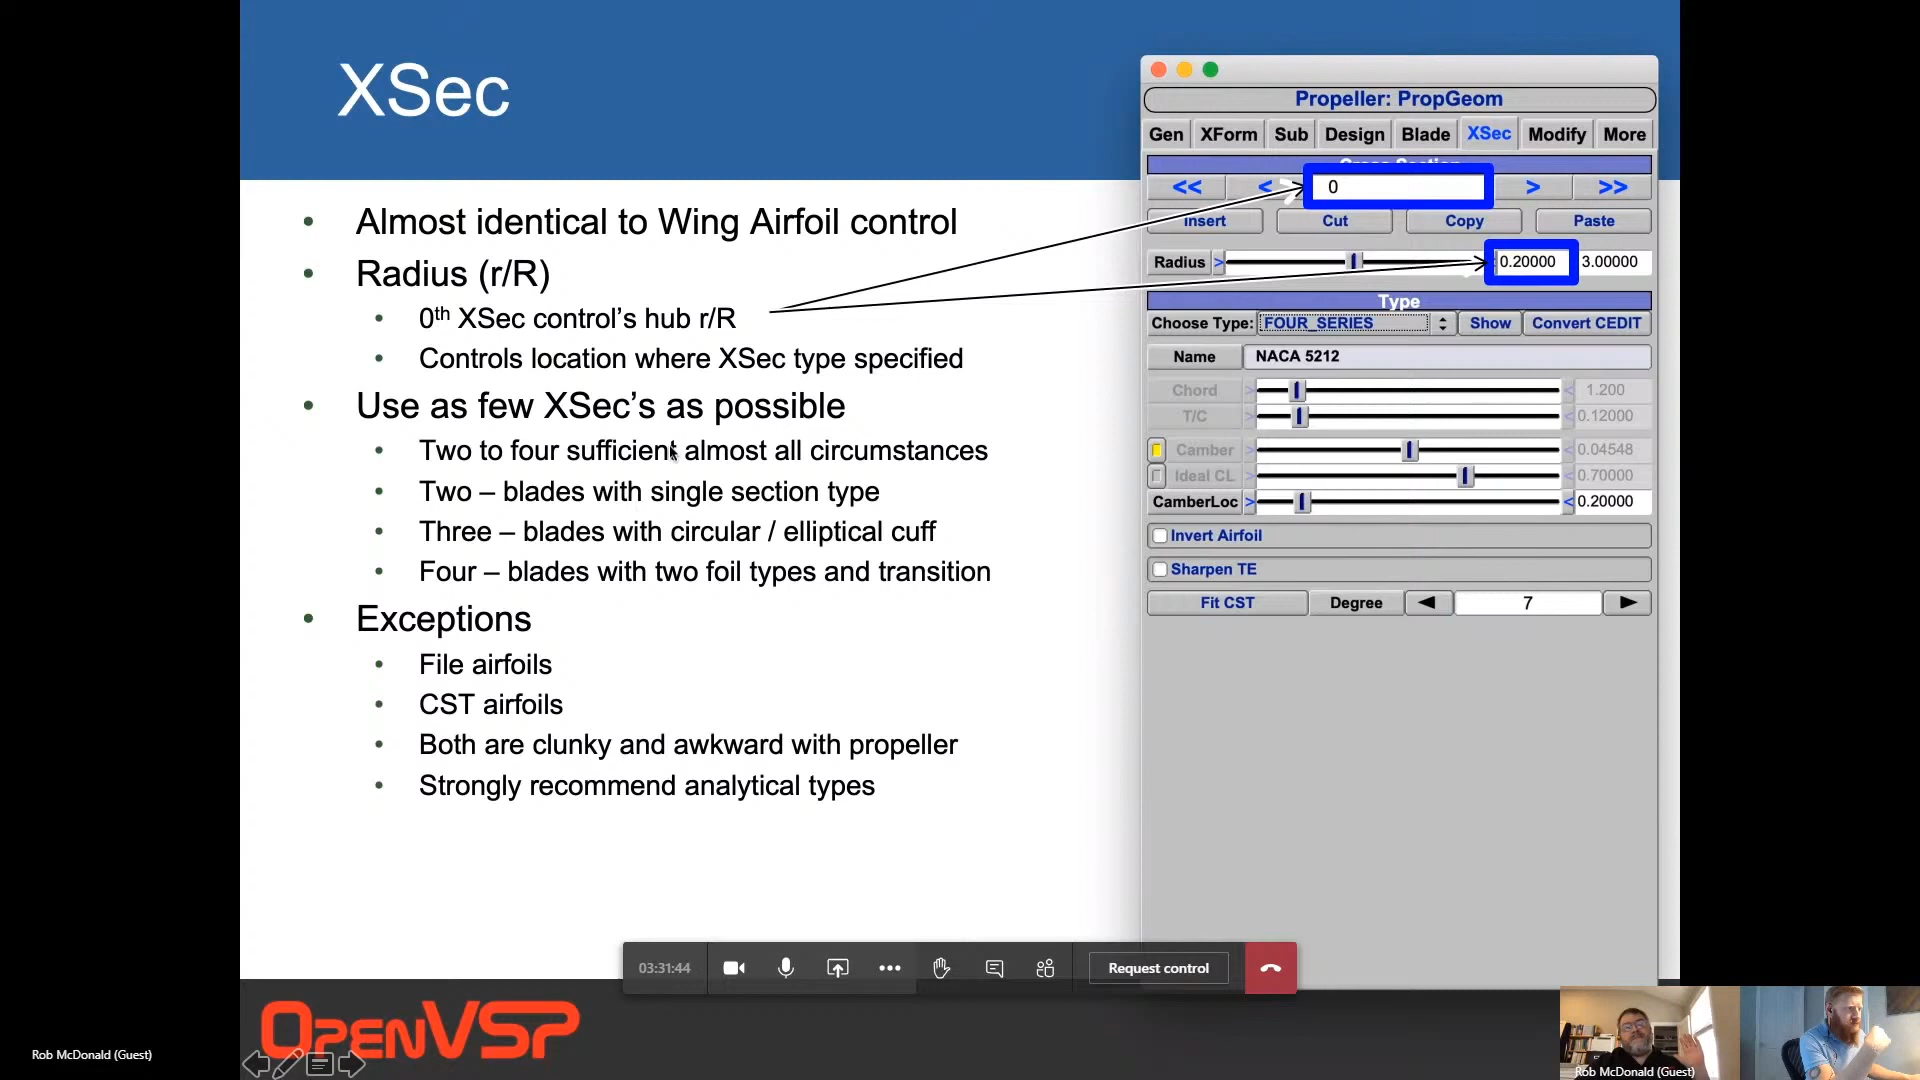 XSec
Almost identical to Wing Airfoil control
Radius (r/R)
0th XSec control's hub r/R
Controls location where XSec type specified
Use as few XSec's as possible
Two to four sufficient almost all circumstances
Two – blades with single section type
Three – blades with circular / elliptical cuff
Four – blades with two foil types and transition
Exceptions
File airfoils
CST airfoils
Both are clunky and awkward with propeller
Strongly recommend analytical types
Propeller: PropGeom
Gen XForm Sub Design Blade XSec Modify More
Cross Section
<< < 0 > >>
Insert Cut Copy Paste
Radius > 0.20000 3.00000
Type
Choose Type: FOUR_SERIES Show Convert CEDIT
Name NACA 5212
Chord > < 1.200
T/C > < 0.12000
Camber > < 0.04548
Ideal CL > < 0.70000
CamberLoc > < 0.20000
Invert Airfoil
Sharpen TE
Fit CST Degree 7
03:31:44 Request control
OpenVSP
Rob McDonald (Guest)
Rob McDonald (Guest)